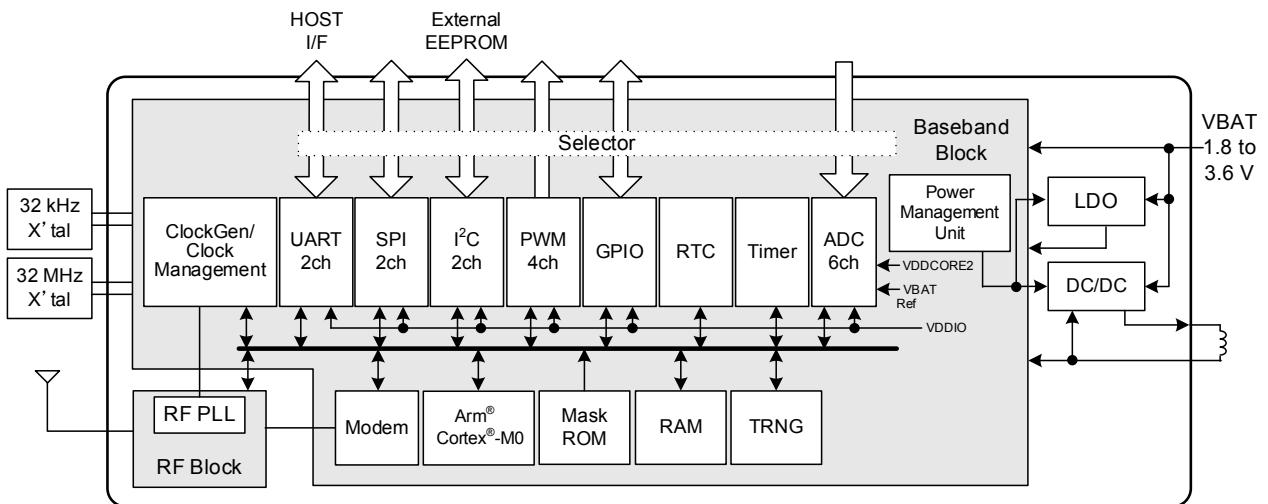 HOST
I/F
External
EEPROM
Selector
Baseband
Block
VBAT
1.8 to
3.6 V
32 kHz
X’tal
32 MHz
X’tal
ClockGen/
Clock
Management
UART
2ch
SPI
2ch
I²C
2ch
PWM
4ch
GPIO
RTC
Timer
ADC
6ch
Power
Management
Unit
LDO
DC/DC
VDDCORE2
VBAT
Ref
VDDIO
RF PLL
RF Block
Modem
Arm®
Cortex®-M0
Mask
ROM
RAM
TRNG